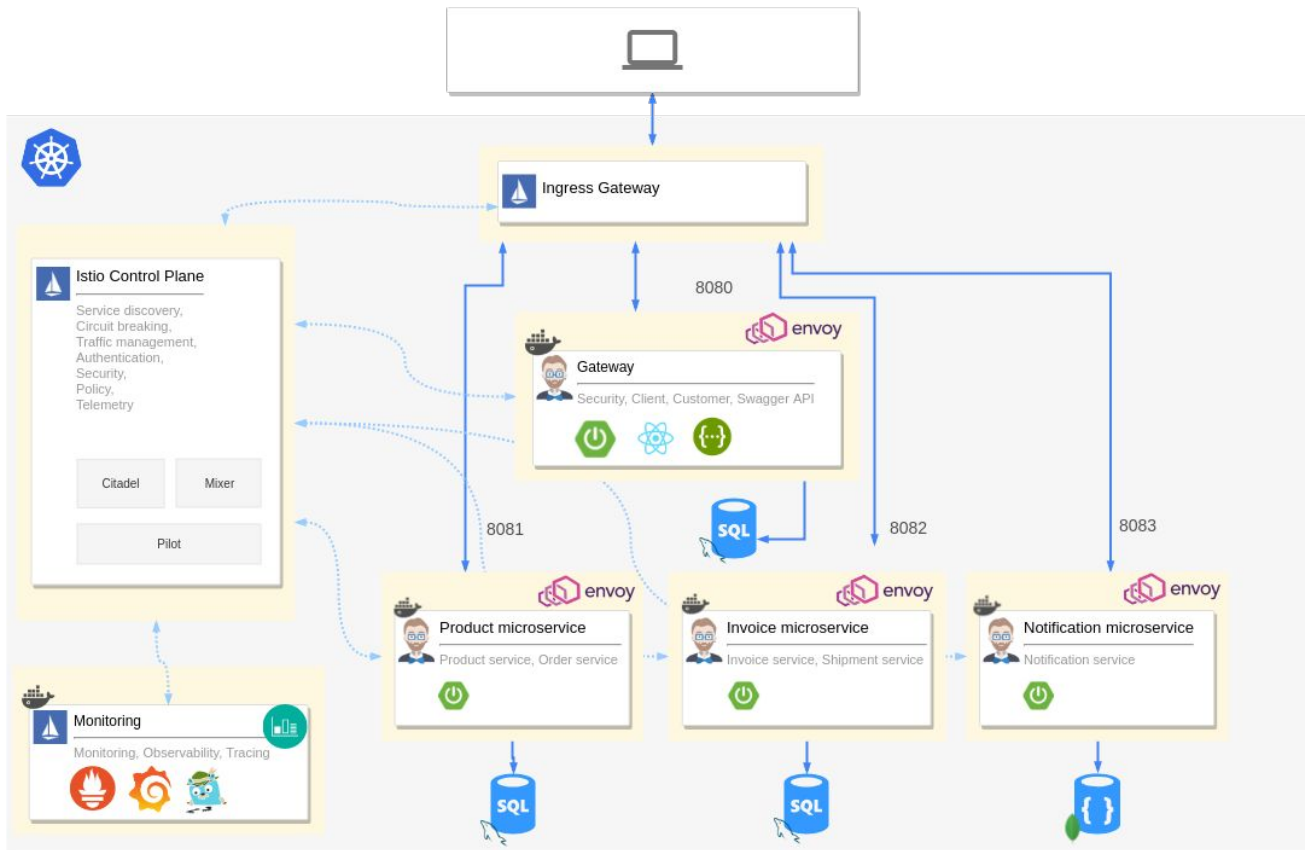 Ingress Gateway
Istio Control Plane
Service discovery,
Circuit breaking,
Traffic management,
Authentication,
Security,
Policy,
Telemetry
Citadel
Mixer
Pilot
8080
envoy
Gateway
Security, Client, Customer, Swagger API
{...}
SQL
8081
8082
8083
envoy
Product microservice
Product service, Order service
envoy
Invoice microservice
Invoice service, Shipment service
envoy
Notification microservice
Notification service
Monitoring
Monitoring, Observability, Tracing
SQL
SQL
{ }